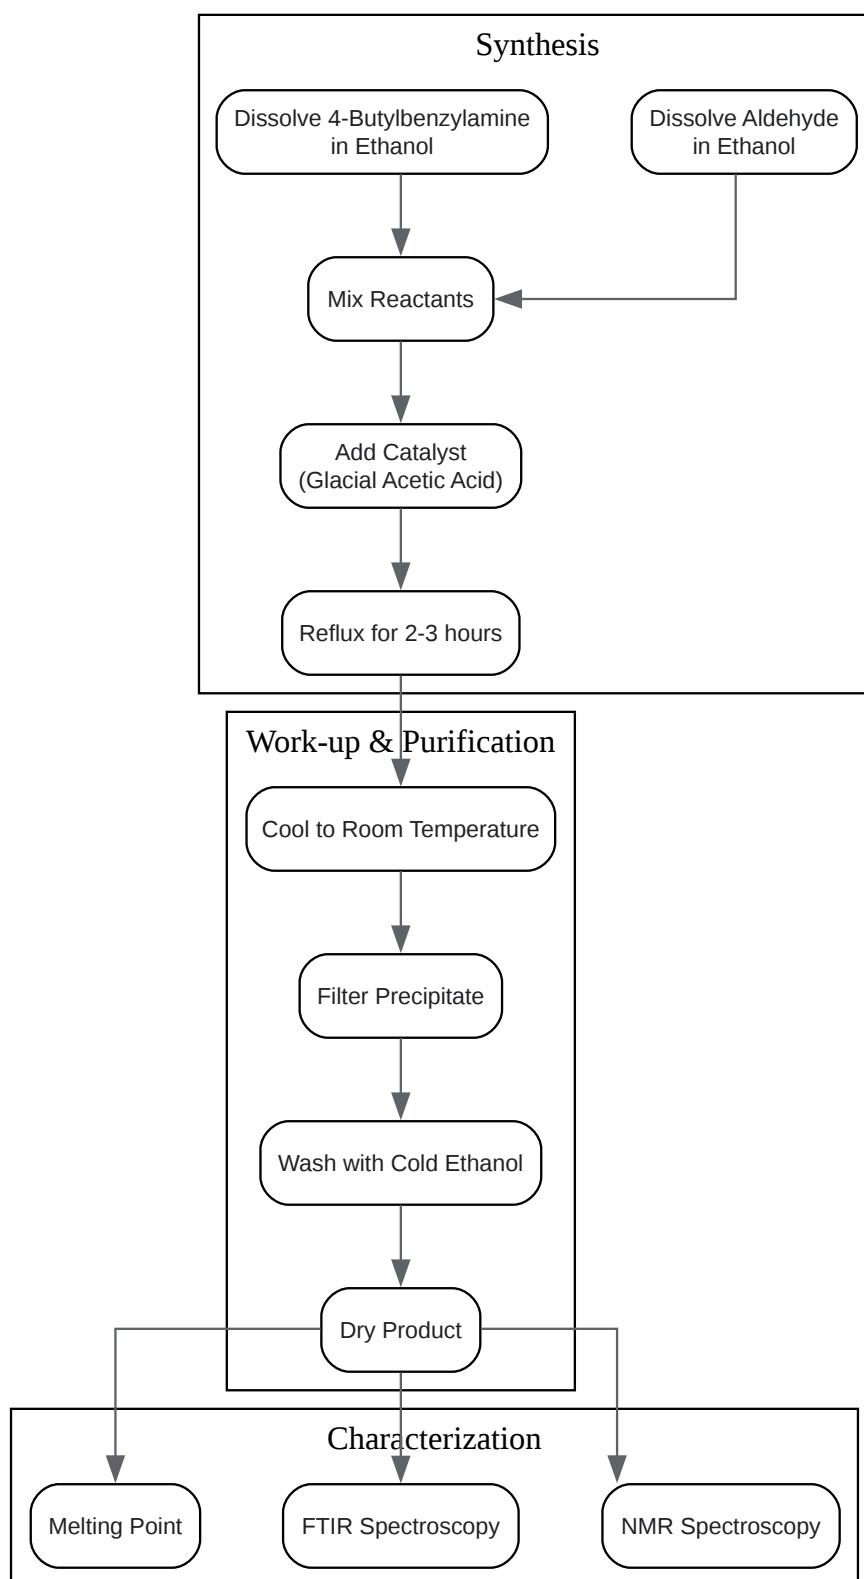 Synthesis
Dissolve 4-Butylbenzylamine
in Ethanol
Dissolve Aldehyde
in Ethanol
Mix Reactants
Add Catalyst
(Glacial Acetic Acid)
Reflux for 2-3 hours
Work-up & Purification
Cool to Room Temperature
Filter Precipitate
Wash with Cold Ethanol
Dry Product
Characterization
Melting Point
FTIR Spectroscopy
NMR Spectroscopy